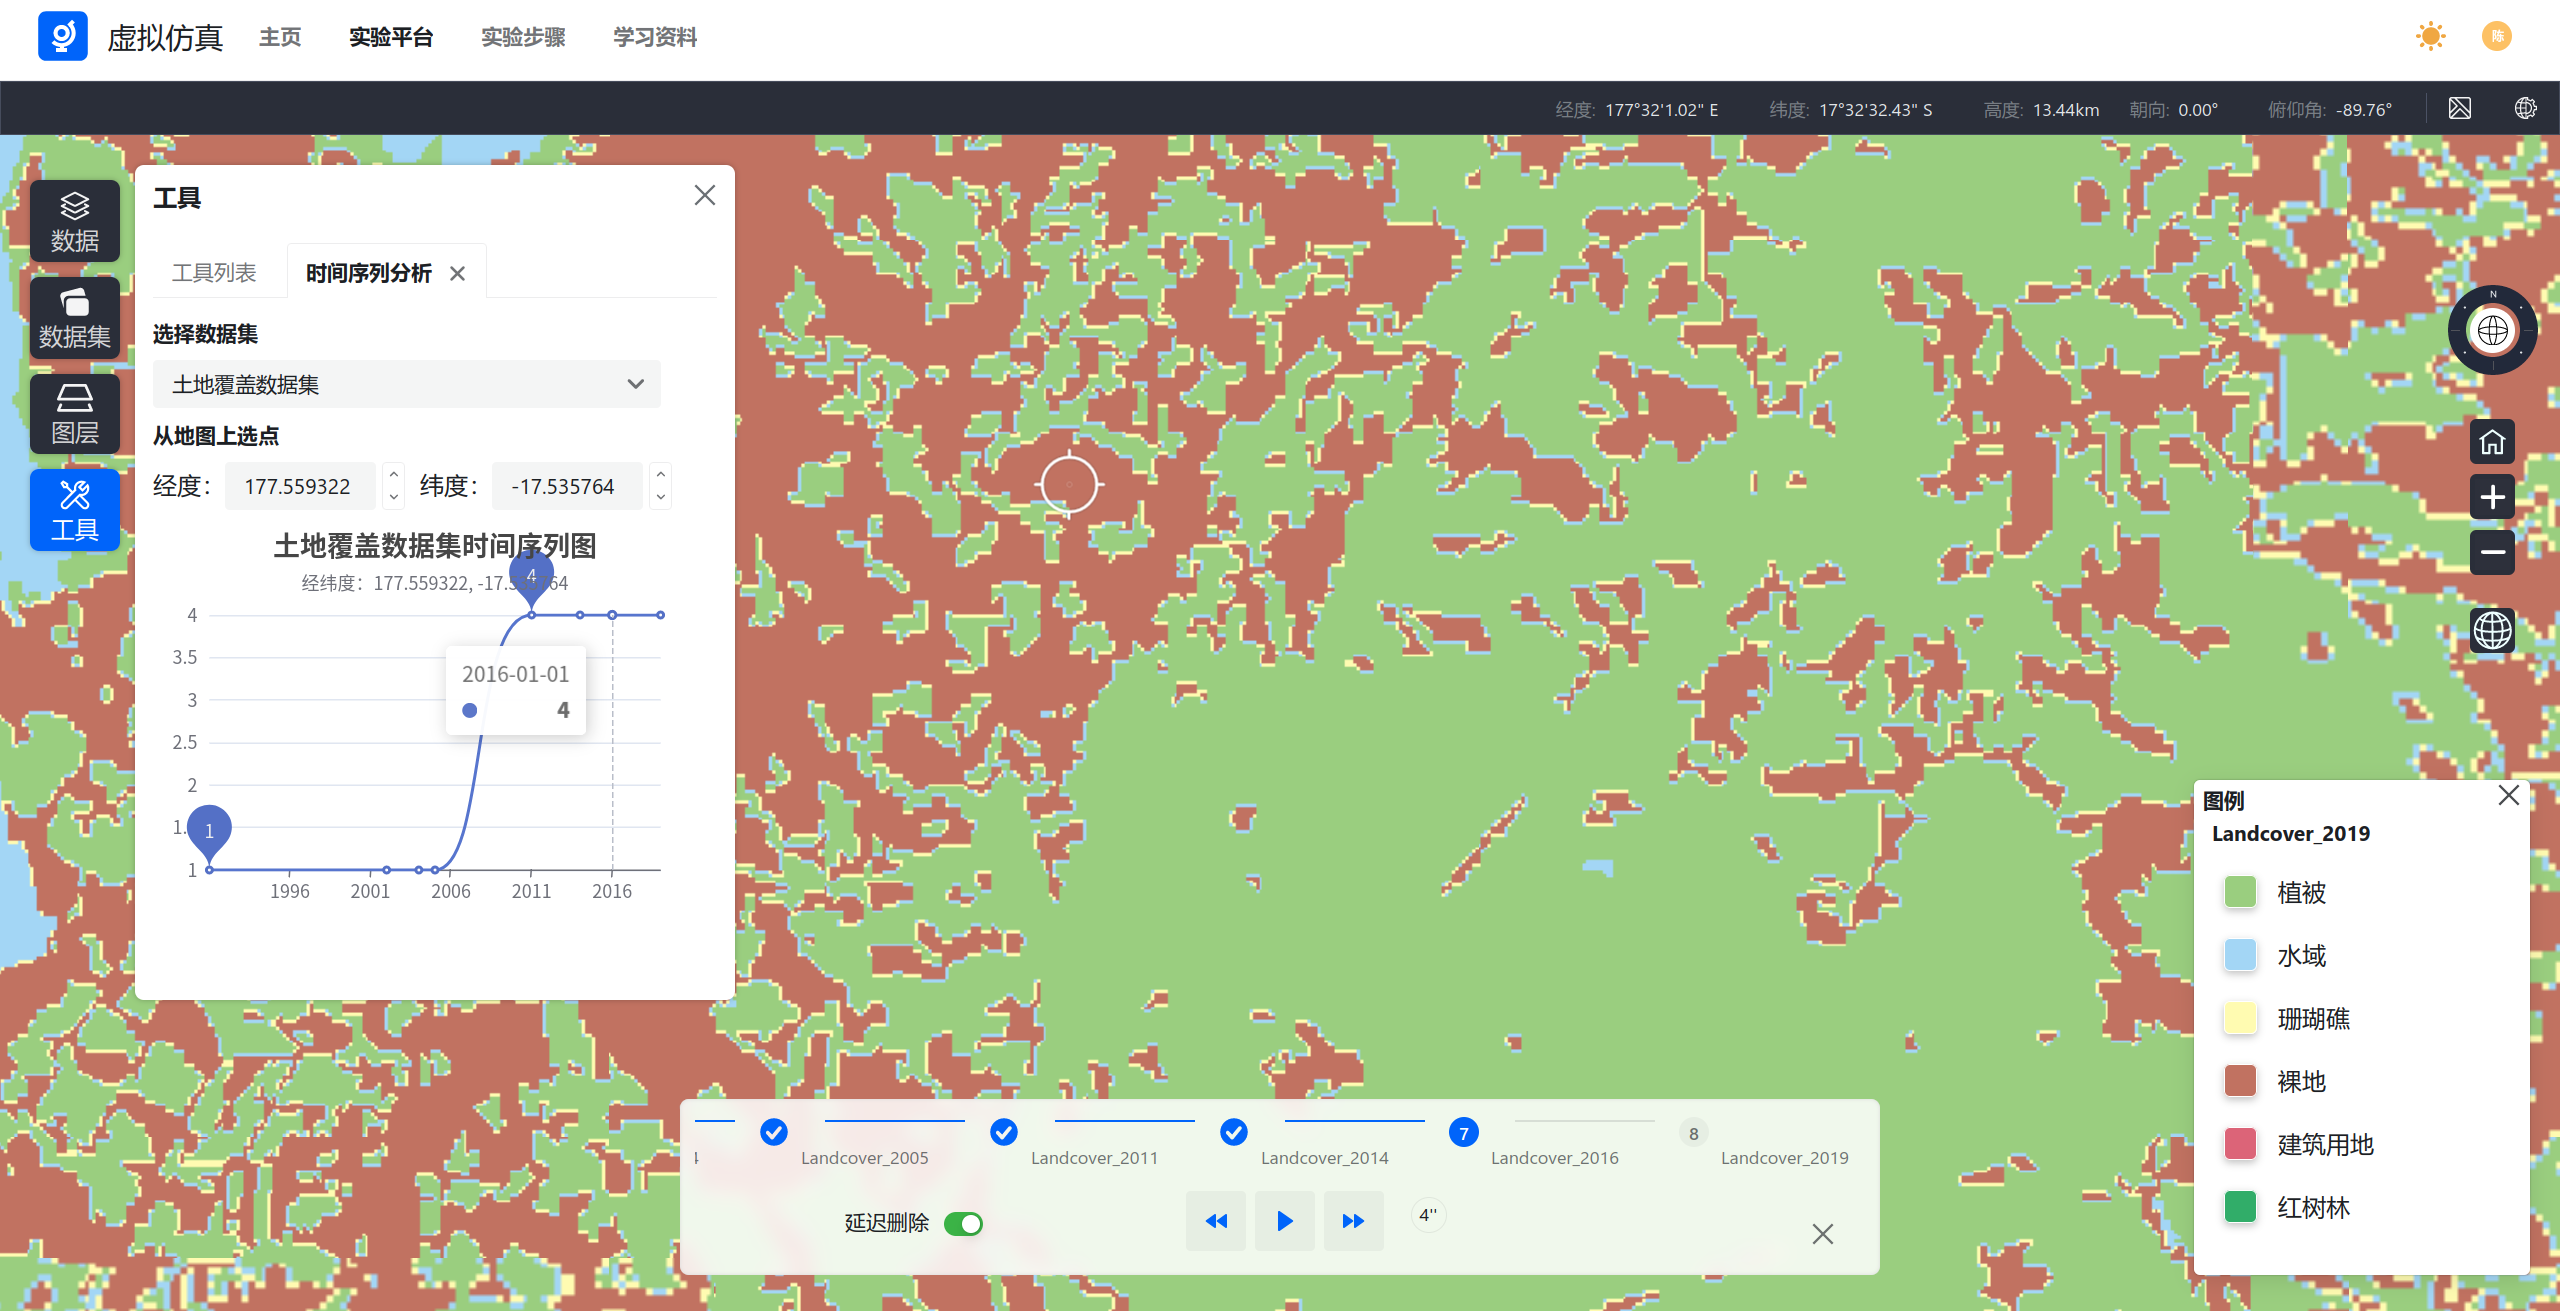 虚拟仿真 主页 实验平台 实验步骤 学习资料 陈
经度: 177°32'1.02" E 纬度: 17°32'32.43" S 高度: 13.44km 朝向: 0.00° 俯仰角: -89.76°
数据
数据集
图层
工具
工具
工具列表 时间序列分析
选择数据集
土地覆盖数据集
从地图上选点
经度： 177.559322 纬度： -17.535764
土地覆盖数据集时间序列图
经纬度：177.559322, -17.535764
4
4
3.5
3
2.5
2
1.
1
1
1996 2001 2006 2011 2016
2016-01-01
4
N
图例
Landcover_2019
植被
水域
珊瑚礁
裸地
建筑用地
红树林
7 8
4 Landcover_2005 Landcover_2011 Landcover_2014 Landcover_2016 Landcover_2019
延迟删除 4''